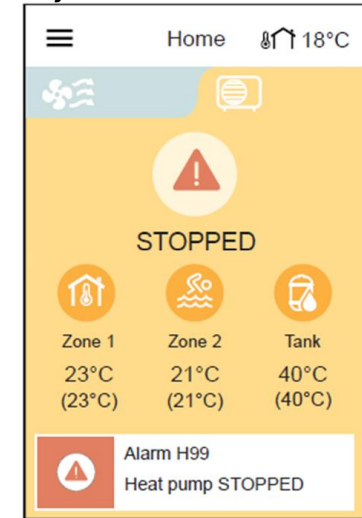 Home 18°C
STOPPED
Zone 1 Zone 2 Tank
23°C 21°C 40°C
(23°C) (21°C) (40°C)
Alarm H99
Heat pump STOPPED